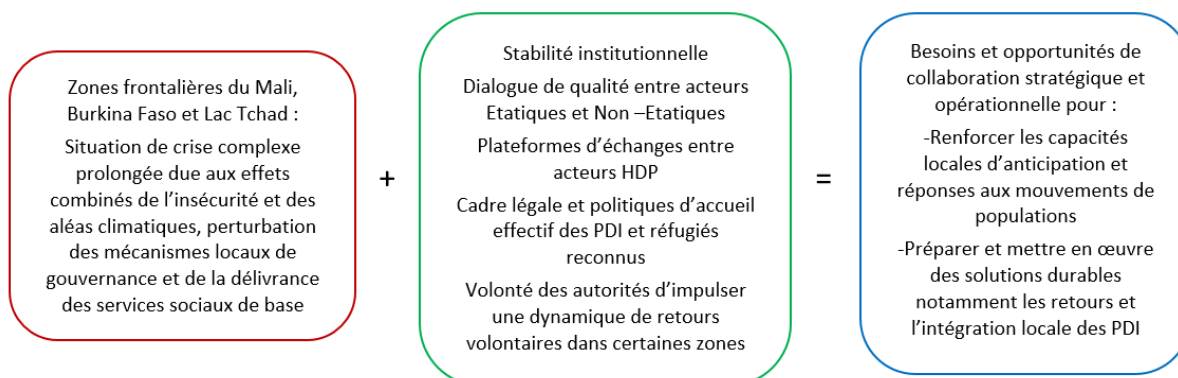 Zones frontalières du Mali,
Burkina Faso et Lac Tchad :
Situation de crise complexe
prolongée due aux effets
combinés de l’insécurité et des
aléas climatiques, perturbation
des mécanismes locaux de
gouvernance et de la délivrance
des services sociaux de base
+
Stabilité institutionnelle
Dialogue de qualité entre acteurs
Etatiques et Non –Etatiques
Plateformes d’échanges entre
acteurs HDP
Cadre légale et politiques d’accueil
effectif des PDI et réfugiés
reconnus
Volonté des autorités d’impulser
une dynamique de retours
volontaires dans certaines zones
=
Besoins et opportunités de
collaboration stratégique et
opérationnelle pour :
-Renforcer les capacités
locales d’anticipation et
réponses aux mouvements de
populations
-Préparer et mettre en œuvre
des solutions durables
notamment les retours et
l’intégration locale des PDI